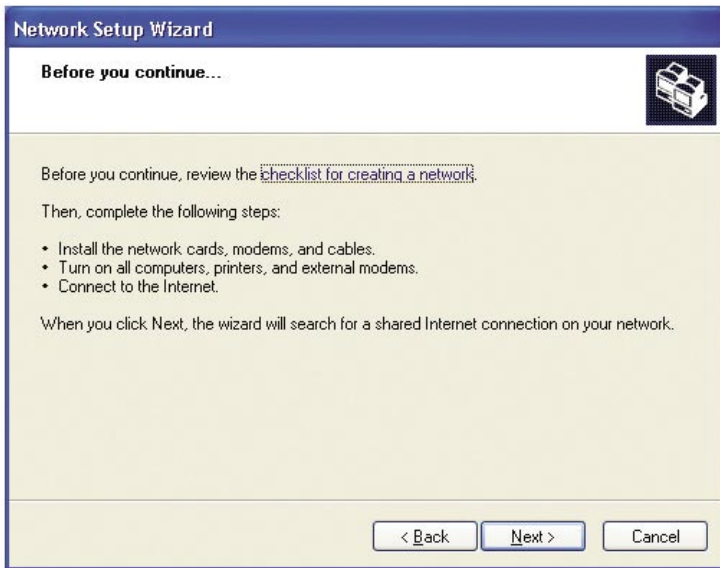 Network Setup Wizard
Before you continue...
Before you continue, review the checklist for creating a network.
Then, complete the following steps:
• Install the network cards, modems, and cables.
• Turn on all computers, printers, and external modems.
• Connect to the Internet.
When you click Next, the wizard will search for a shared Internet connection on your network.
< Back Next > Cancel